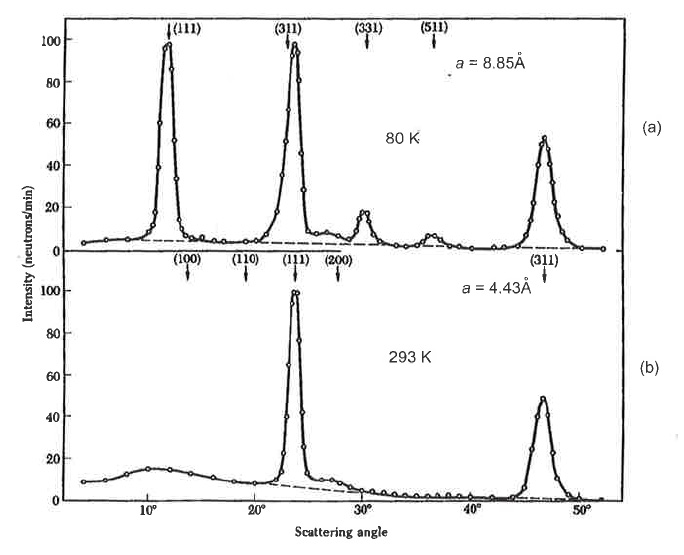 (111) (311) (331) (511)
100
a = 8.85Å
80
(a)
80 K
60
40
20
0
(100) (110) (111) (200) (311)
a = 4.43Å
100
80
293 K
(b)
60
40
20
0
10° 20° 30° 40° 50°
Scattering angle
Intensity (neutrons/min)